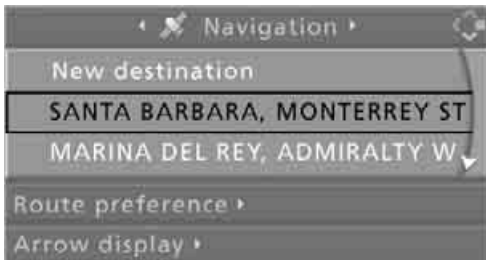 Navigation
New destination
SANTA BARBARA, MONTERREY ST
MARINA DEL REY, ADMIRALTY W
Route preference
Arrow display